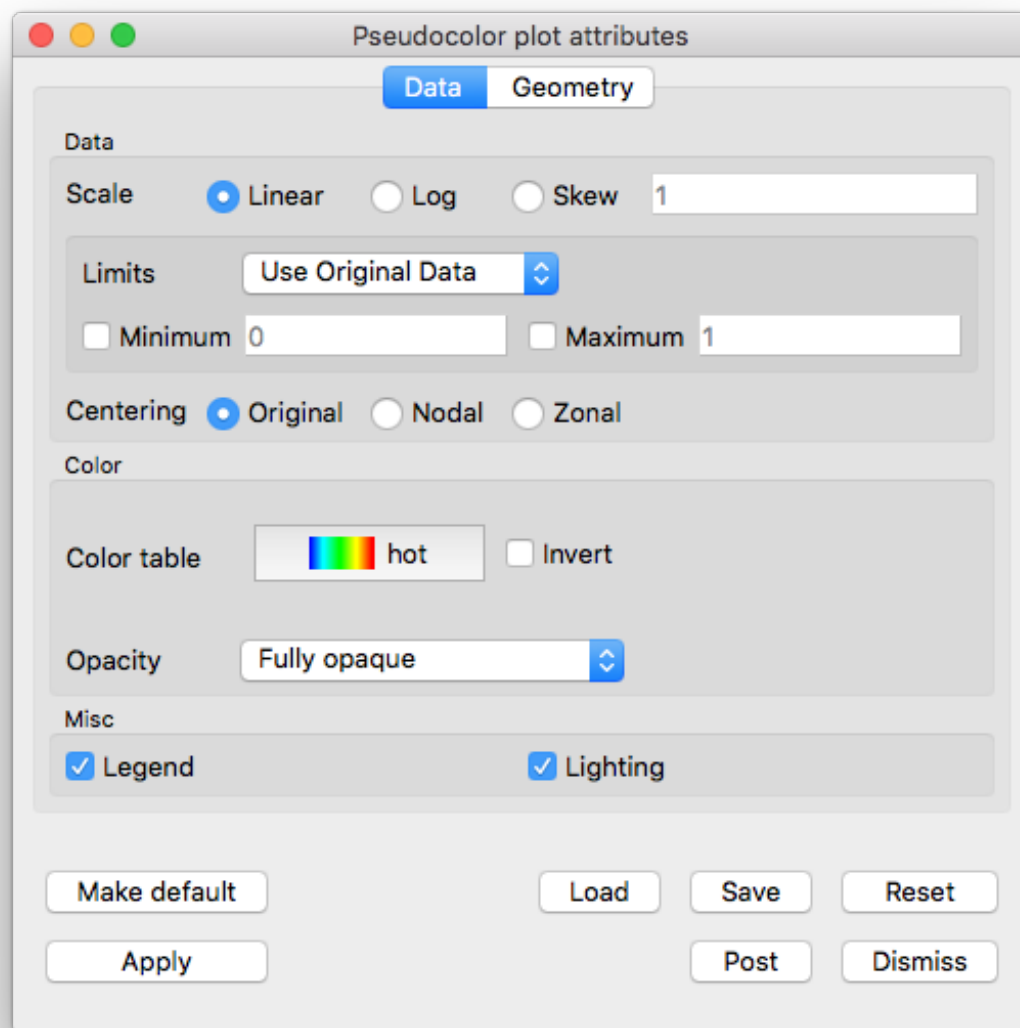 Pseudocolor plot attributes
Data Geometry
Data
Scale Linear Log Skew 1
Limits Use Original Data
Minimum 0 Maximum 1
Centering Original Nodal Zonal
Color
Color table hot Invert
Opacity Fully opaque
Misc
Legend Lighting
Make default Load Save Reset
Apply Post Dismiss